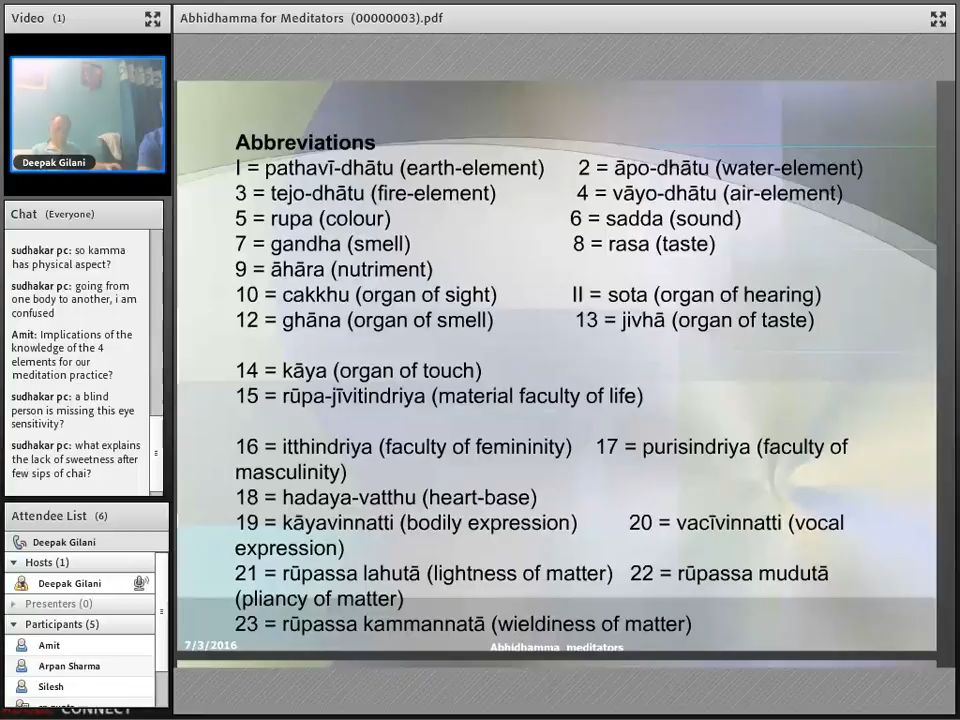 Video (1)
Abhidhamma for Meditators (00000003).pdf
Deepak Gilani
Chat (Everyone)
sudhakar pc: so kamma
has physical aspect?
sudhakar pc: going from
one body to another, i am
confused
Amit: Implications of the
knowledge of the 4
elements for our
meditation practice?
sudhakar pc: a blind
person is missing this eye
sensitivity?
sudhakar pc: what explains
the lack of sweetness after
few sips of chai?
Attendee List (6)
Deepak Gilani
Hosts (1)
Deepak Gilani
Presenters (0)
Participants (5)
Amit
Arpan Sharma
Silesh
CONNECT
Abbreviations
I = pathavī-dhātu (earth-element) 2 = āpo-dhātu (water-element)
3 = tejo-dhātu (fire-element) 4 = vāyo-dhātu (air-element)
5 = rupa (colour) 6 = sadda (sound)
7 = gandha (smell) 8 = rasa (taste)
9 = āhāra (nutriment)
10 = cakkhu (organ of sight) II = sota (organ of hearing)
12 = ghāna (organ of smell) 13 = jivhā (organ of taste)
14 = kāya (organ of touch)
15 = rūpa-jīvitindriya (material faculty of life)
16 = itthindriya (faculty of femininity) 17 = purisindriya (faculty of
masculinity)
18 = hadaya-vatthu (heart-base)
19 = kāyavinnatti (bodily expression) 20 = vacīvinnatti (vocal
expression)
21 = rūpassa lahutā (lightness of matter) 22 = rūpassa mudutā
(pliancy of matter)
23 = rūpassa kammannatā (wieldiness of matter)
7/3/2016
Abhidhamma meditators